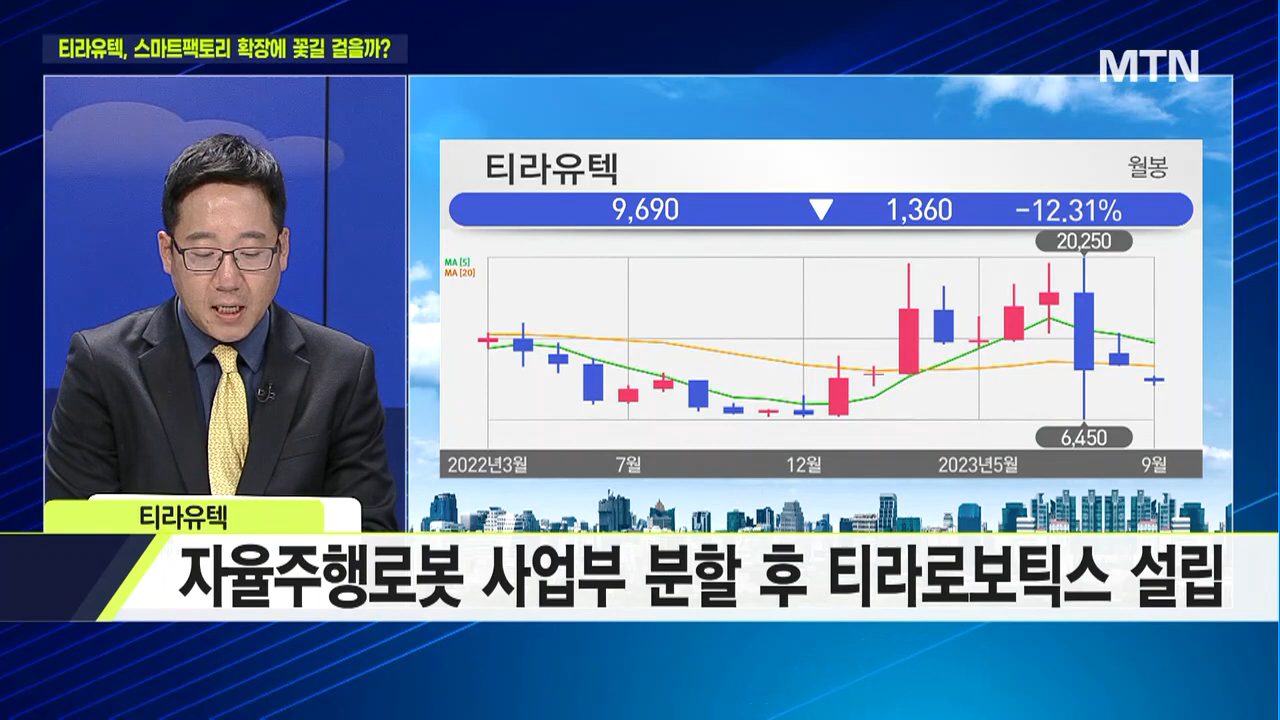 티라유텍, 스마트팩토리 확장에 꽃길 걸을까?
MTN
티라유텍
월봉
9,690 ▼ 1,360 -12.31%
20,250
MA [5]
MA [20]
6,450
2022년3월 7월 12월 2023년5월 9월
티라유텍
자율주행로봇 사업부 분할 후 티라로보틱스 설립